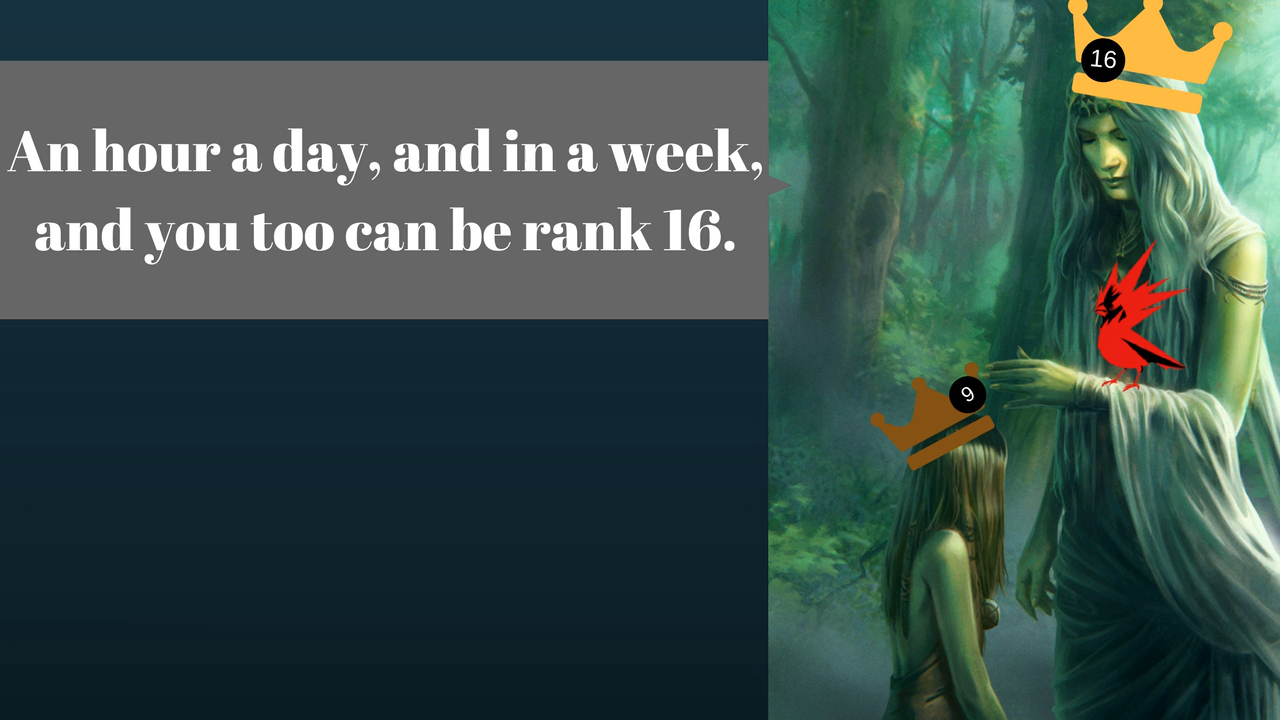 An hour a day, and in a week,
and you too can be rank 16.
16
9